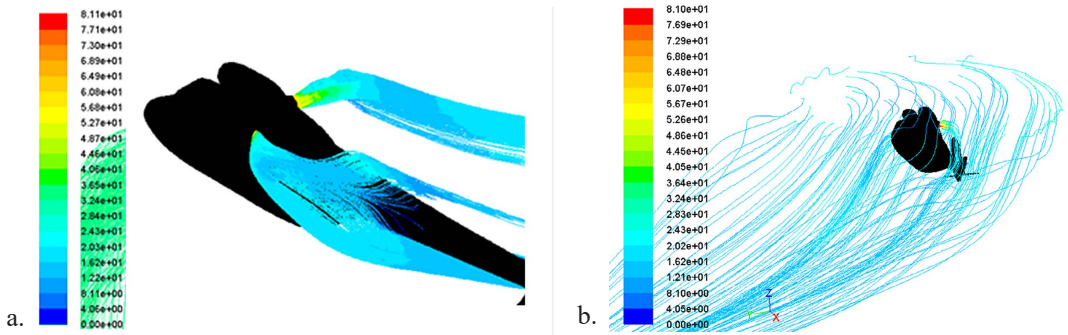 8.11e+01
7.71e+01
7.30e+01
6.89e+01
6.49e+01
6.08e+01
5.68e+01
5.27e+01
4.87e+01
4.46e+01
4.06e+01
3.65e+01
3.24e+01
2.84e+01
2.43e+01
2.03e+01
1.62e+01
1.22e+01
8.11e+00
4.06e+00
0.00e+00
a.
8.10e+01
7.69e+01
7.29e+01
6.88e+01
6.48e+01
6.07e+01
5.67e+01
5.26e+01
4.86e+01
4.45e+01
4.05e+01
3.64e+01
3.24e+01
2.83e+01
2.43e+01
2.02e+01
1.62e+01
1.21e+01
8.10e+00
4.05e+00
0.00e+00
Z
Y
X
b.